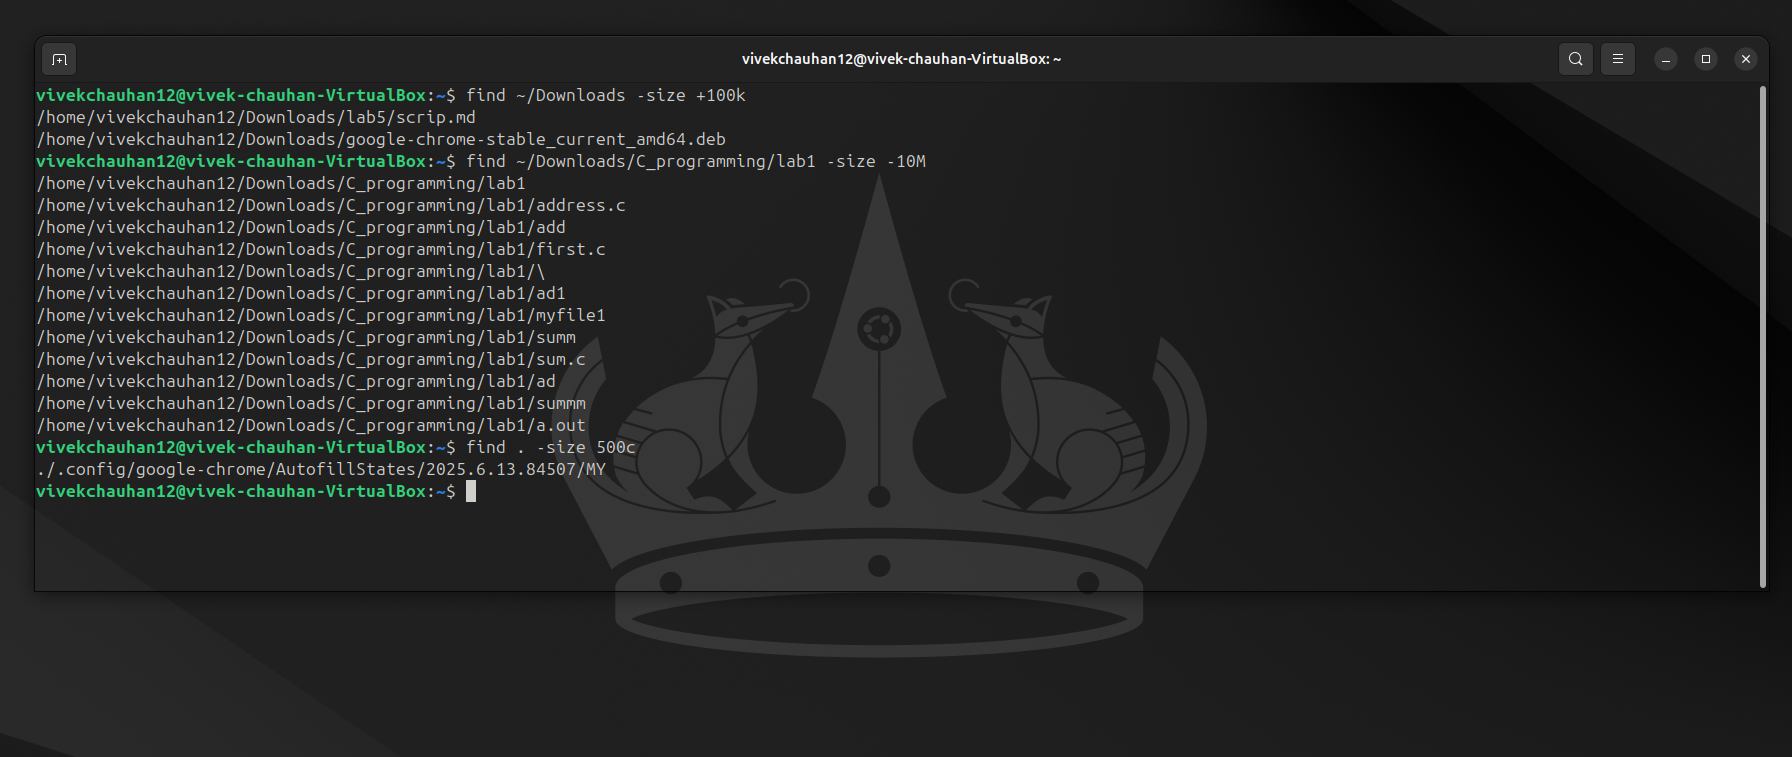 vivekchauhan12@vivek-chauhan-VirtualBox: ~
vivekchauhan12@vivek-chauhan-VirtualBox:~$ find ~/Downloads -size +100k
/home/vivekchauhan12/Downloads/lab5/scrip.md
/home/vivekchauhan12/Downloads/google-chrome-stable_current_amd64.deb
vivekchauhan12@vivek-chauhan-VirtualBox:~$ find ~/Downloads/C_programming/lab1 -size -10M
/home/vivekchauhan12/Downloads/C_programming/lab1
/home/vivekchauhan12/Downloads/C_programming/lab1/address.c
/home/vivekchauhan12/Downloads/C_programming/lab1/add
/home/vivekchauhan12/Downloads/C_programming/lab1/first.c
/home/vivekchauhan12/Downloads/C_programming/lab1/\
/home/vivekchauhan12/Downloads/C_programming/lab1/ad1
/home/vivekchauhan12/Downloads/C_programming/lab1/myfile1
/home/vivekchauhan12/Downloads/C_programming/lab1/summ
/home/vivekchauhan12/Downloads/C_programming/lab1/sum.c
/home/vivekchauhan12/Downloads/C_programming/lab1/ad
/home/vivekchauhan12/Downloads/C_programming/lab1/summm
/home/vivekchauhan12/Downloads/C_programming/lab1/a.out
vivekchauhan12@vivek-chauhan-VirtualBox:~$ find . -size 500c
./.config/google-chrome/AutofillStates/2025.6.13.84507/MY
vivekchauhan12@vivek-chauhan-VirtualBox:~$